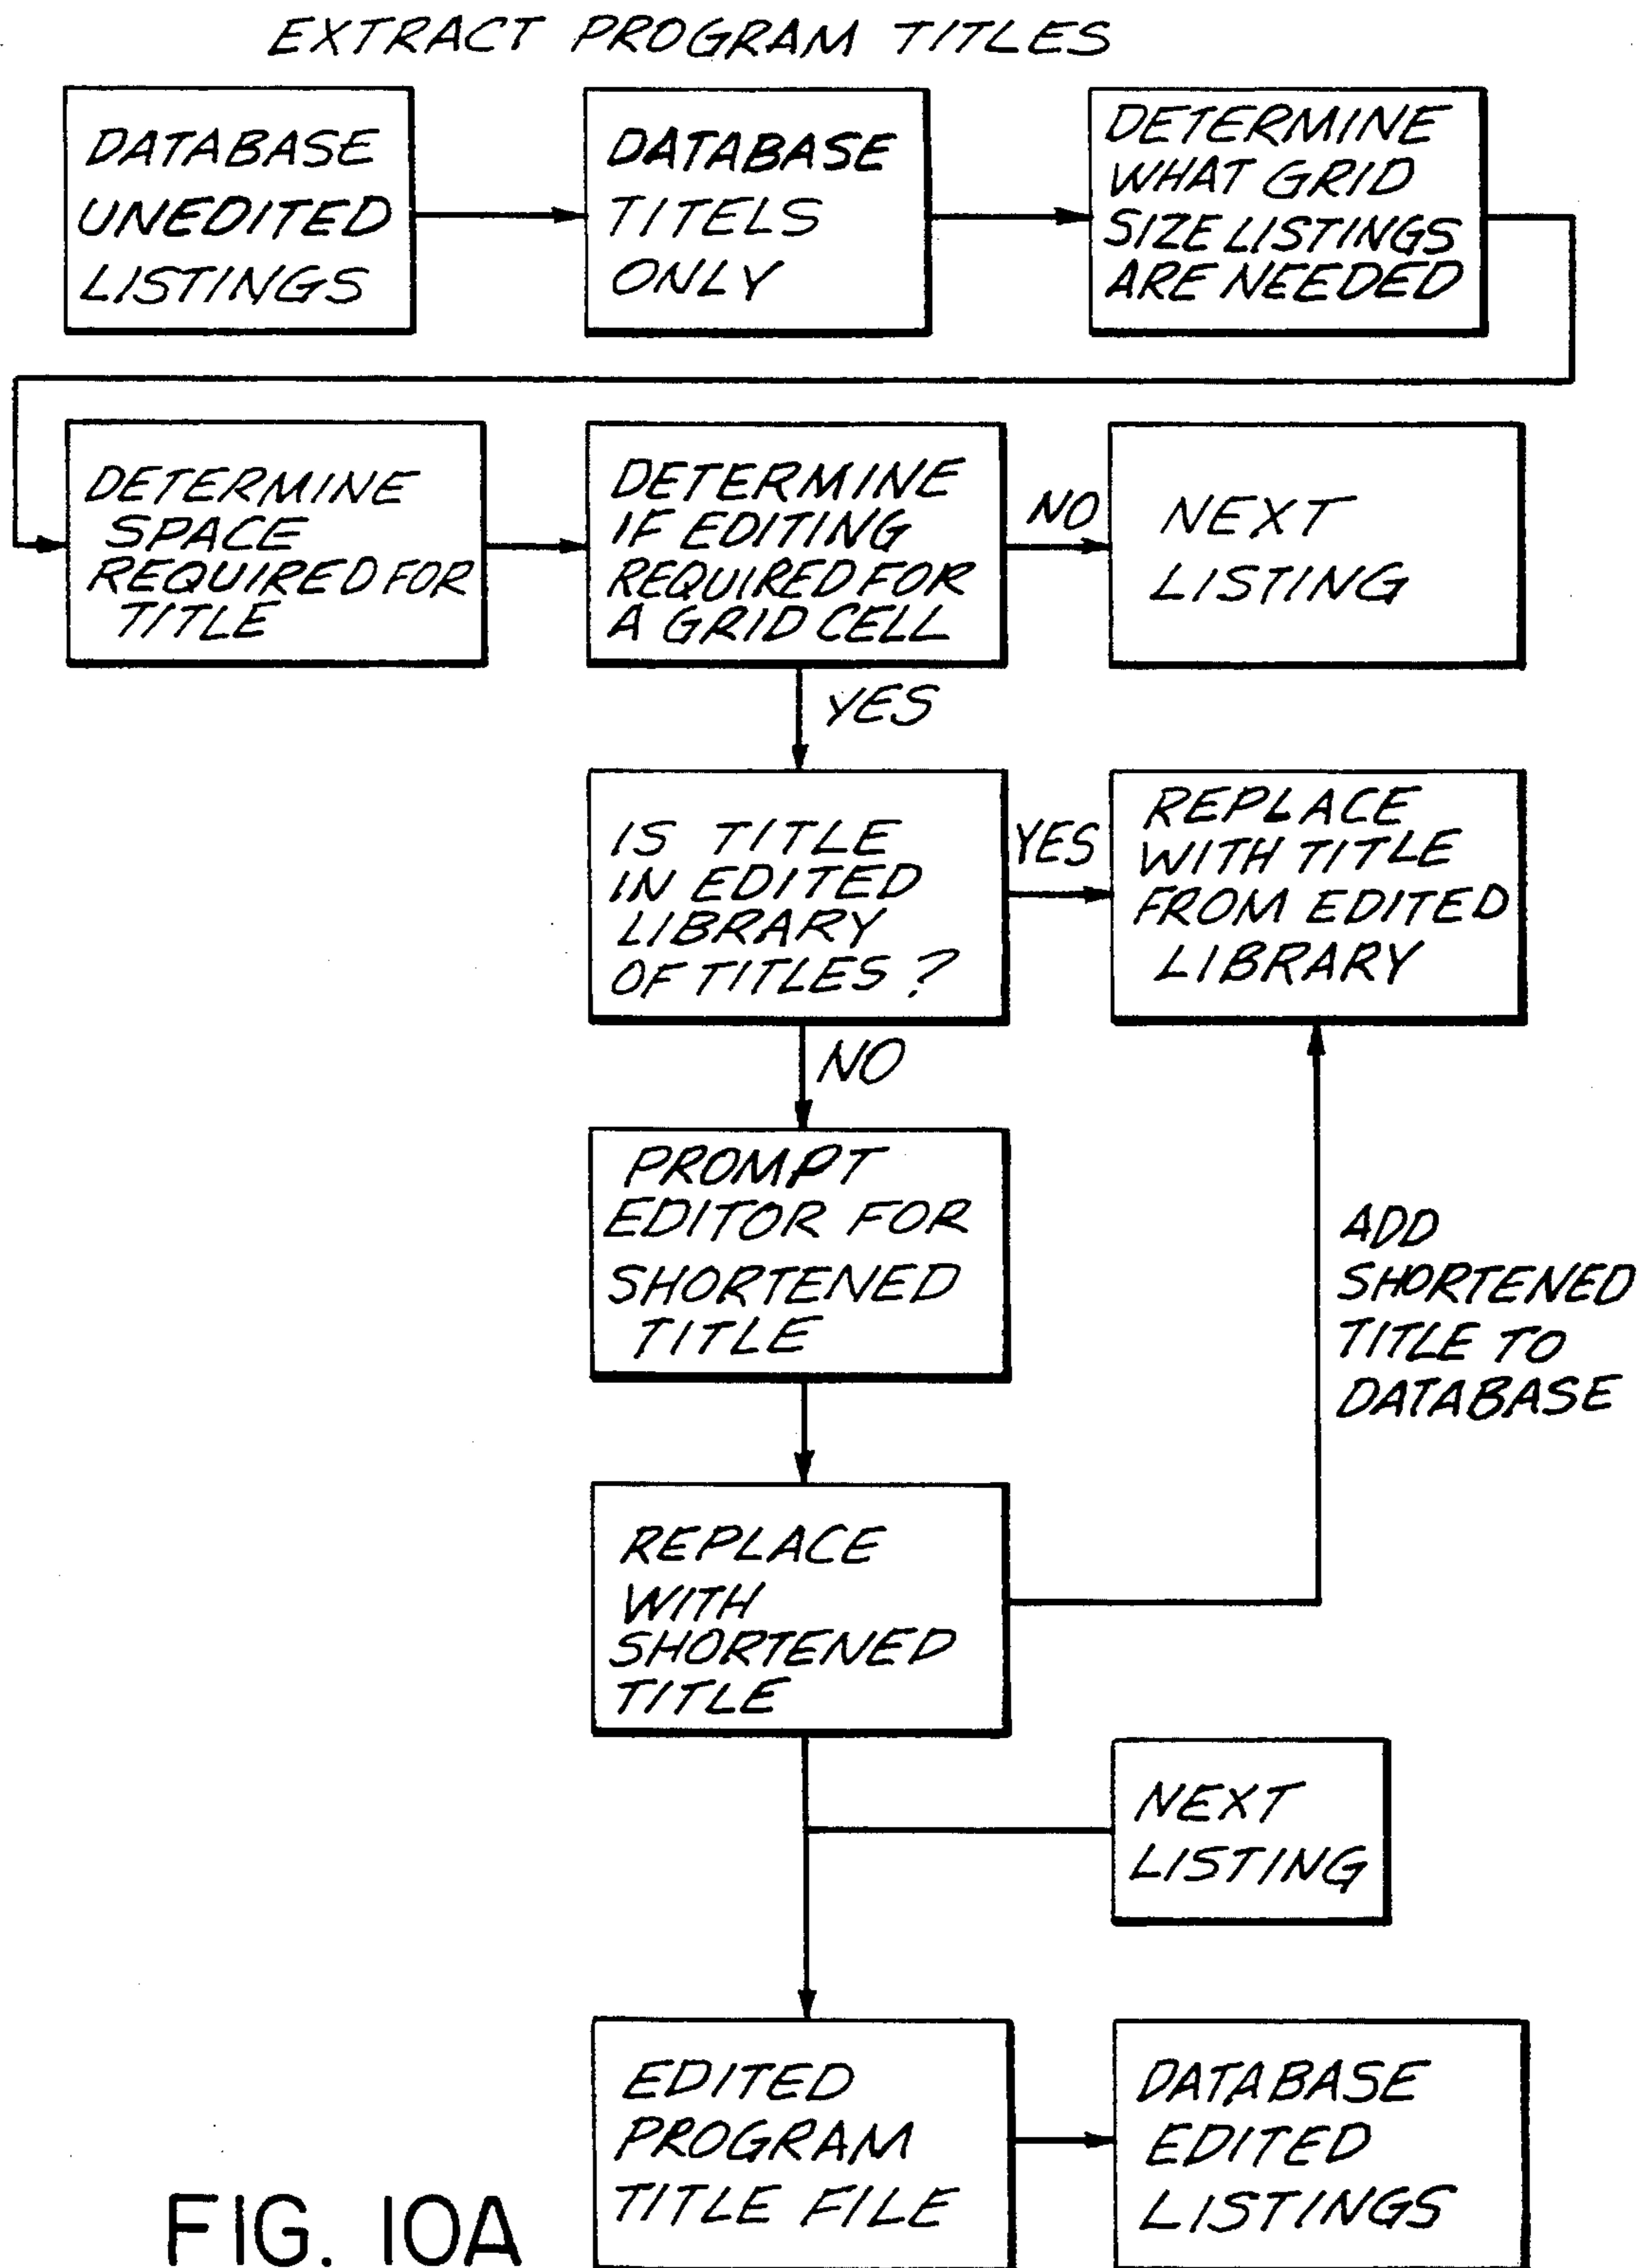 EXTRACT PROGRAM TITLES
DATABASE
UNEDITED
LISTINGS
DATABASE
TITELS
ONLY
DETERMINE
WHAT GRID
SIZE LISTINGS
ARE NEEDED
DETERMINE
SPACE
REQUIRED FOR
TITLE
DETERMINE
IF EDITING
REQUIRED FOR
A GRID CELL
NO
NEXT
LISTING
YES
IS TITLE
IN EDITED
LIBRARY
OF TITLES?
YES
REPLACE
WITH TITLE
FROM EDITED
LIBRARY
NO
PROMPT
EDITOR FOR
SHORTENED
TITLE
ADD
SHORTENED
TITLE TO
DATABASE
REPLACE
WITH
SHORTENED
TITLE
NEXT
LISTING
EDITED
PROGRAM
TITLE FILE
DATABASE
EDITED
LISTINGS
FIG. 10A